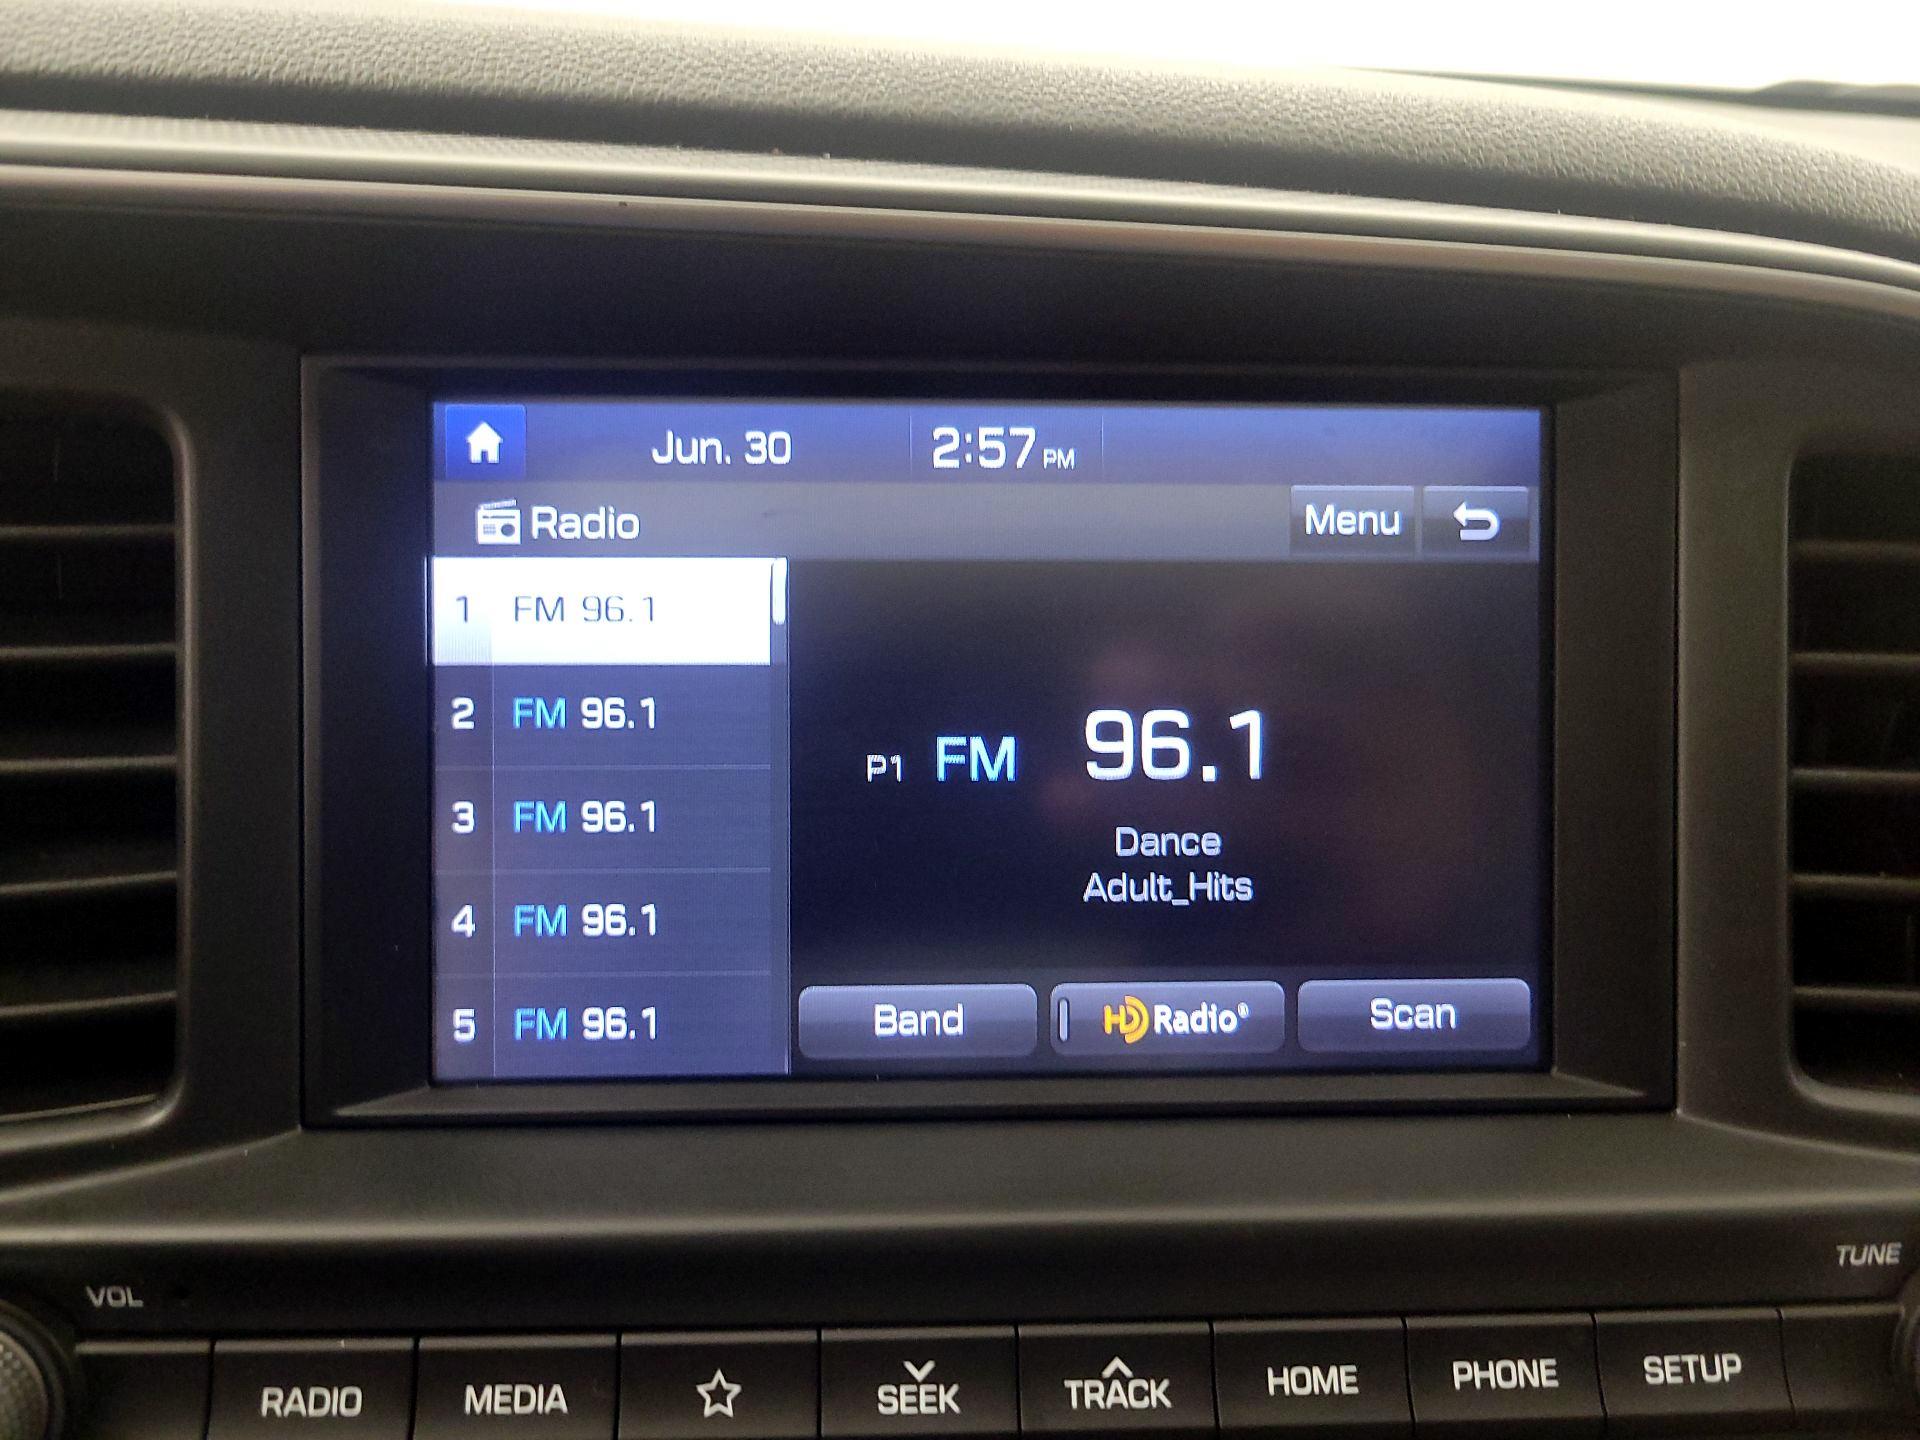 Jun. 30 2:57 PM
Radio Menu
1 FM 96.1
2 FM 96.1
3 FM 96.1
4 FM 96.1
5 FM 96.1
P1 FM 96.1
Dance
Adult_Hits
Band HD Radio® Scan
VOL TUNE
RADIO MEDIA SEEK TRACK HOME PHONE SETUP